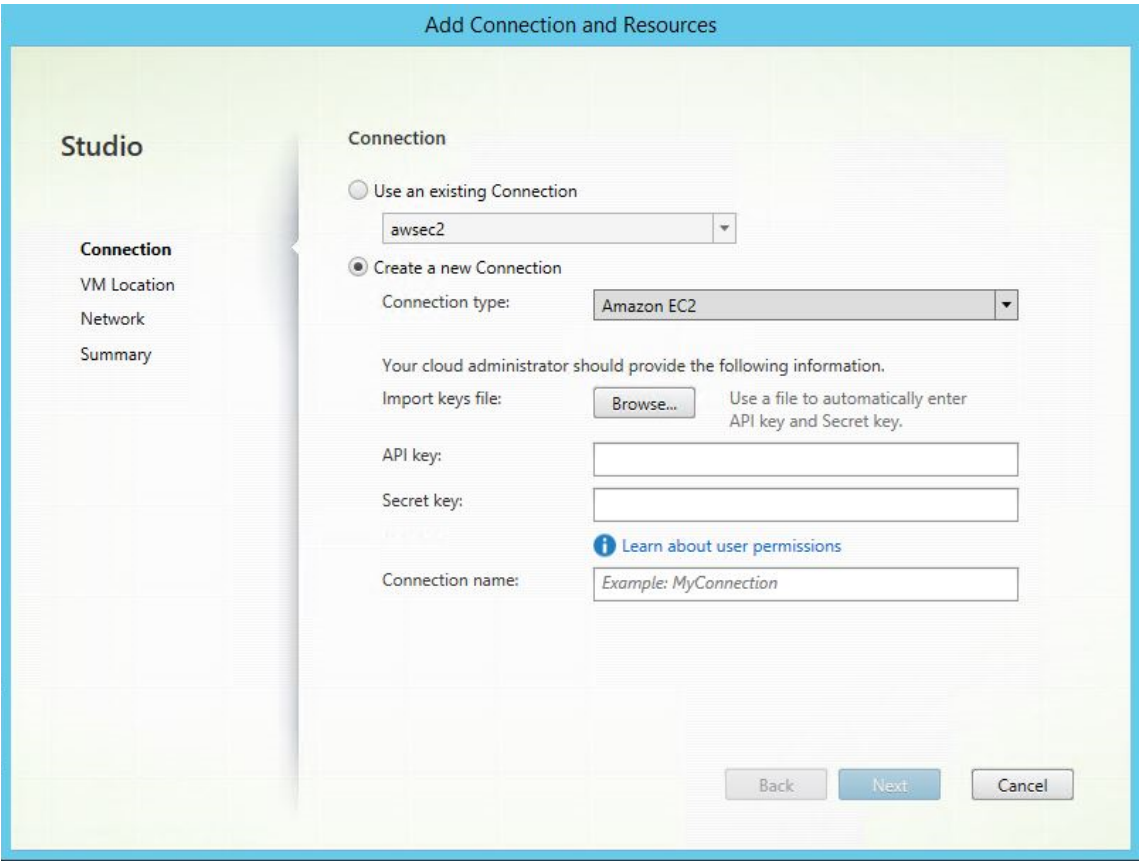 Add Connection and Resources
Studio
Connection
VM Location
Network
Summary
Connection
Use an existing Connection
awsec2
Create a new Connection
Connection type:
Amazon EC2
Your cloud administrator should provide the following information.
Import keys file:
Browse...
Use a file to automatically enter
API key and Secret key.
API key:
Secret key:
Learn about user permissions
Connection name:
Example: MyConnection
Back
Next
Cancel